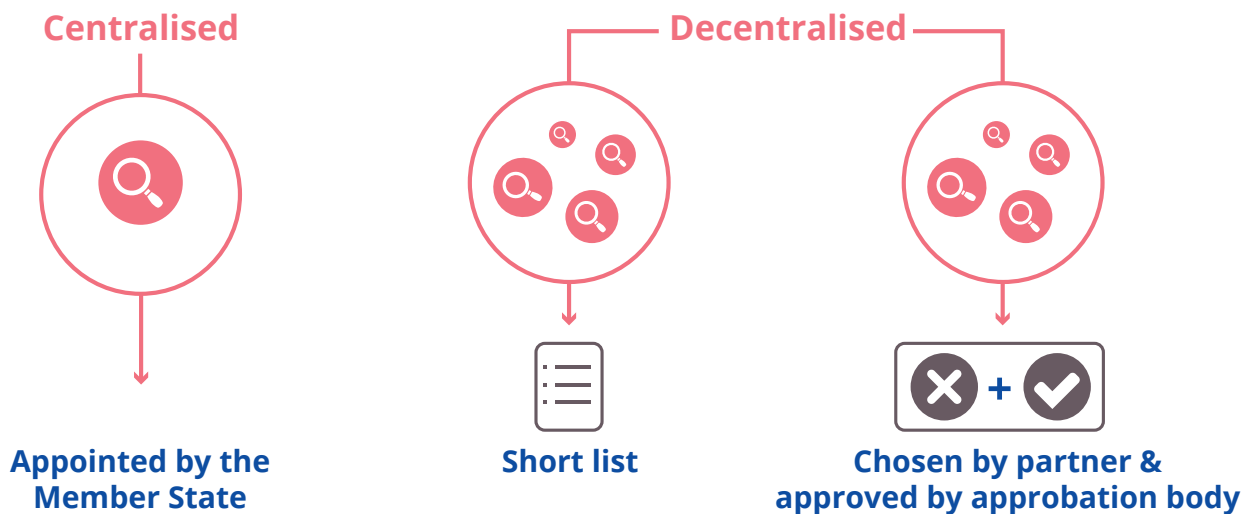 Centralised
Decentralised
Appointed by the
Member State
Short list
+
Chosen by partner &
approved by approbation body